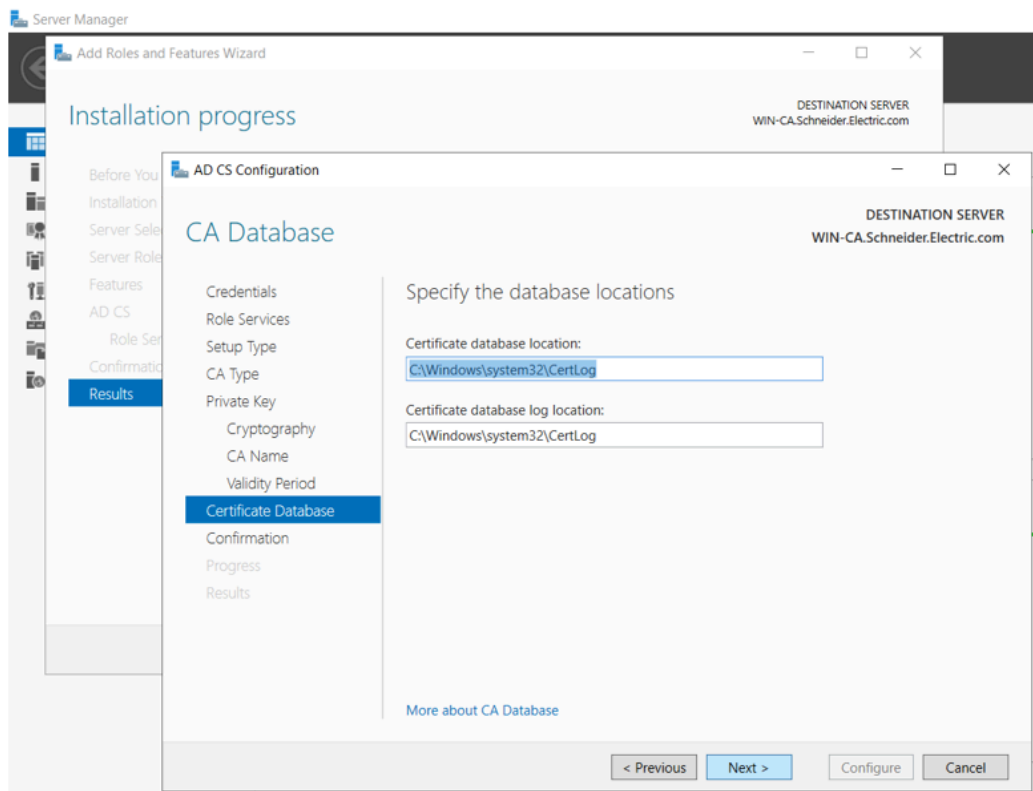 Server Manager
Add Roles and Features Wizard
Installation progress
DESTINATION SERVER
WIN-CA.Schneider.Electric.com
Before You
Installation
Server Sele
Server Role
Features
AD CS
Role Ser
Confirmatio
Results
AD CS Configuration
CA Database
DESTINATION SERVER
WIN-CA.Schneider.Electric.com
Credentials
Role Services
Setup Type
CA Type
Private Key
Cryptography
CA Name
Validity Period
Certificate Database
Confirmation
Progress
Results
Specify the database locations
Certificate database location:
C:\Windows\system32\CertLog
Certificate database log location:
C:\Windows\system32\CertLog
More about CA Database
< Previous
Next >
Configure
Cancel